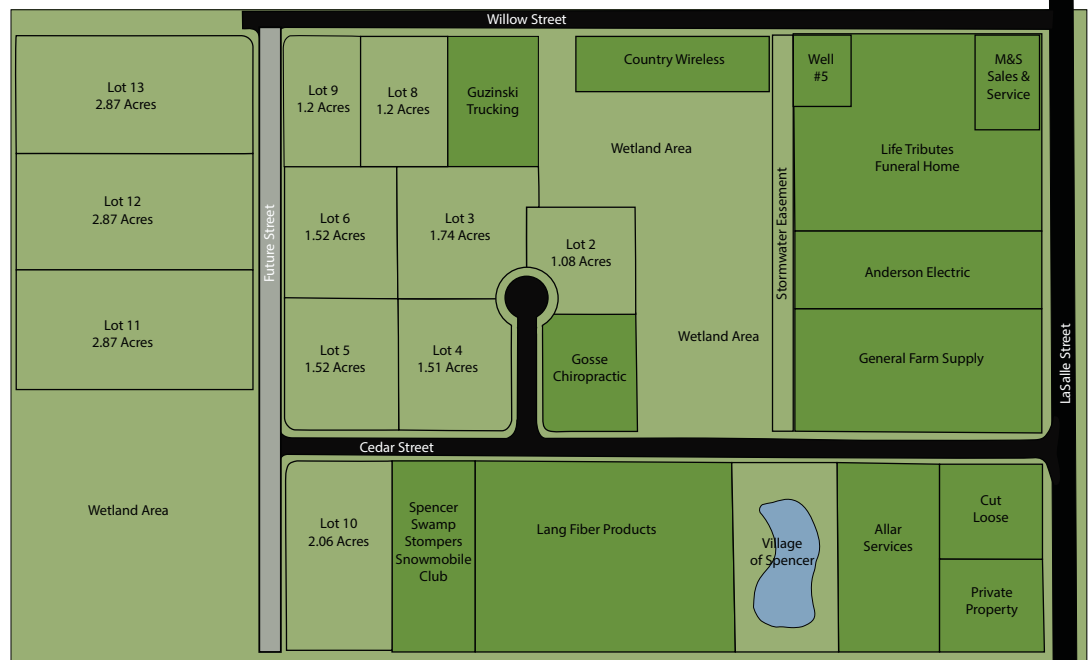 Willow Street
Lot 13
2.87 Acres
Lot 9
1.2 Acres
Lot 8
1.2 Acres
Guzinski
Trucking
Country Wireless
Well
#5
M&S
Sales &
Service
Wetland Area
Life Tributes
Funeral Home
Lot 12
2.87 Acres
Future Street
Lot 6
1.52 Acres
Lot 3
1.74 Acres
Lot 2
1.08 Acres
Stormwater Easement
Anderson Electric
Lot 11
2.87 Acres
Lot 5
1.52 Acres
Lot 4
1.51 Acres
Gosse
Chiropractic
Wetland Area
General Farm Supply
LaSalle Street
Cedar Street
Wetland Area
Lot 10
2.06 Acres
Spencer
Swamp
Stompers
Snowmobile
Club
Lang Fiber Products
Village
of Spencer
Allar
Services
Cut
Loose
Private
Property